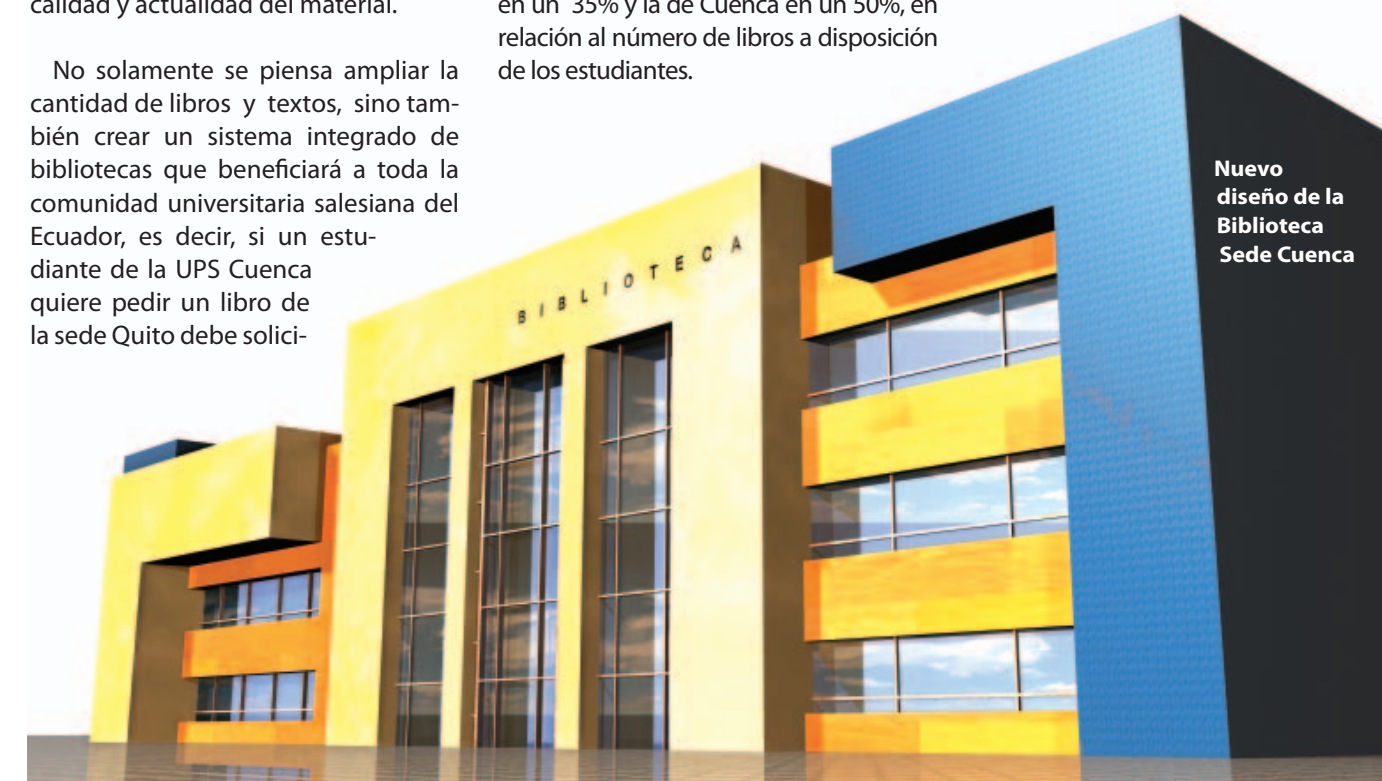 calidad y actualidad del material.
No solamente se piensa ampliar la
cantidad de libros y textos, sino tam-
bién crear un sistema integrado de
bibliotecas que beneficiará a toda la
comunidad universitaria salesiana del
Ecuador, es decir, si un estu-
diante de la UPS Cuenca
quiere pedir un libro de
la sede Quito debe solici-
en un 35% y la de Cuenca en un 50%, en
relación al número de libros a disposición
de los estudiantes.
BIBLIOTECA
Nuevo
diseño de la
Biblioteca
Sede Cuenca